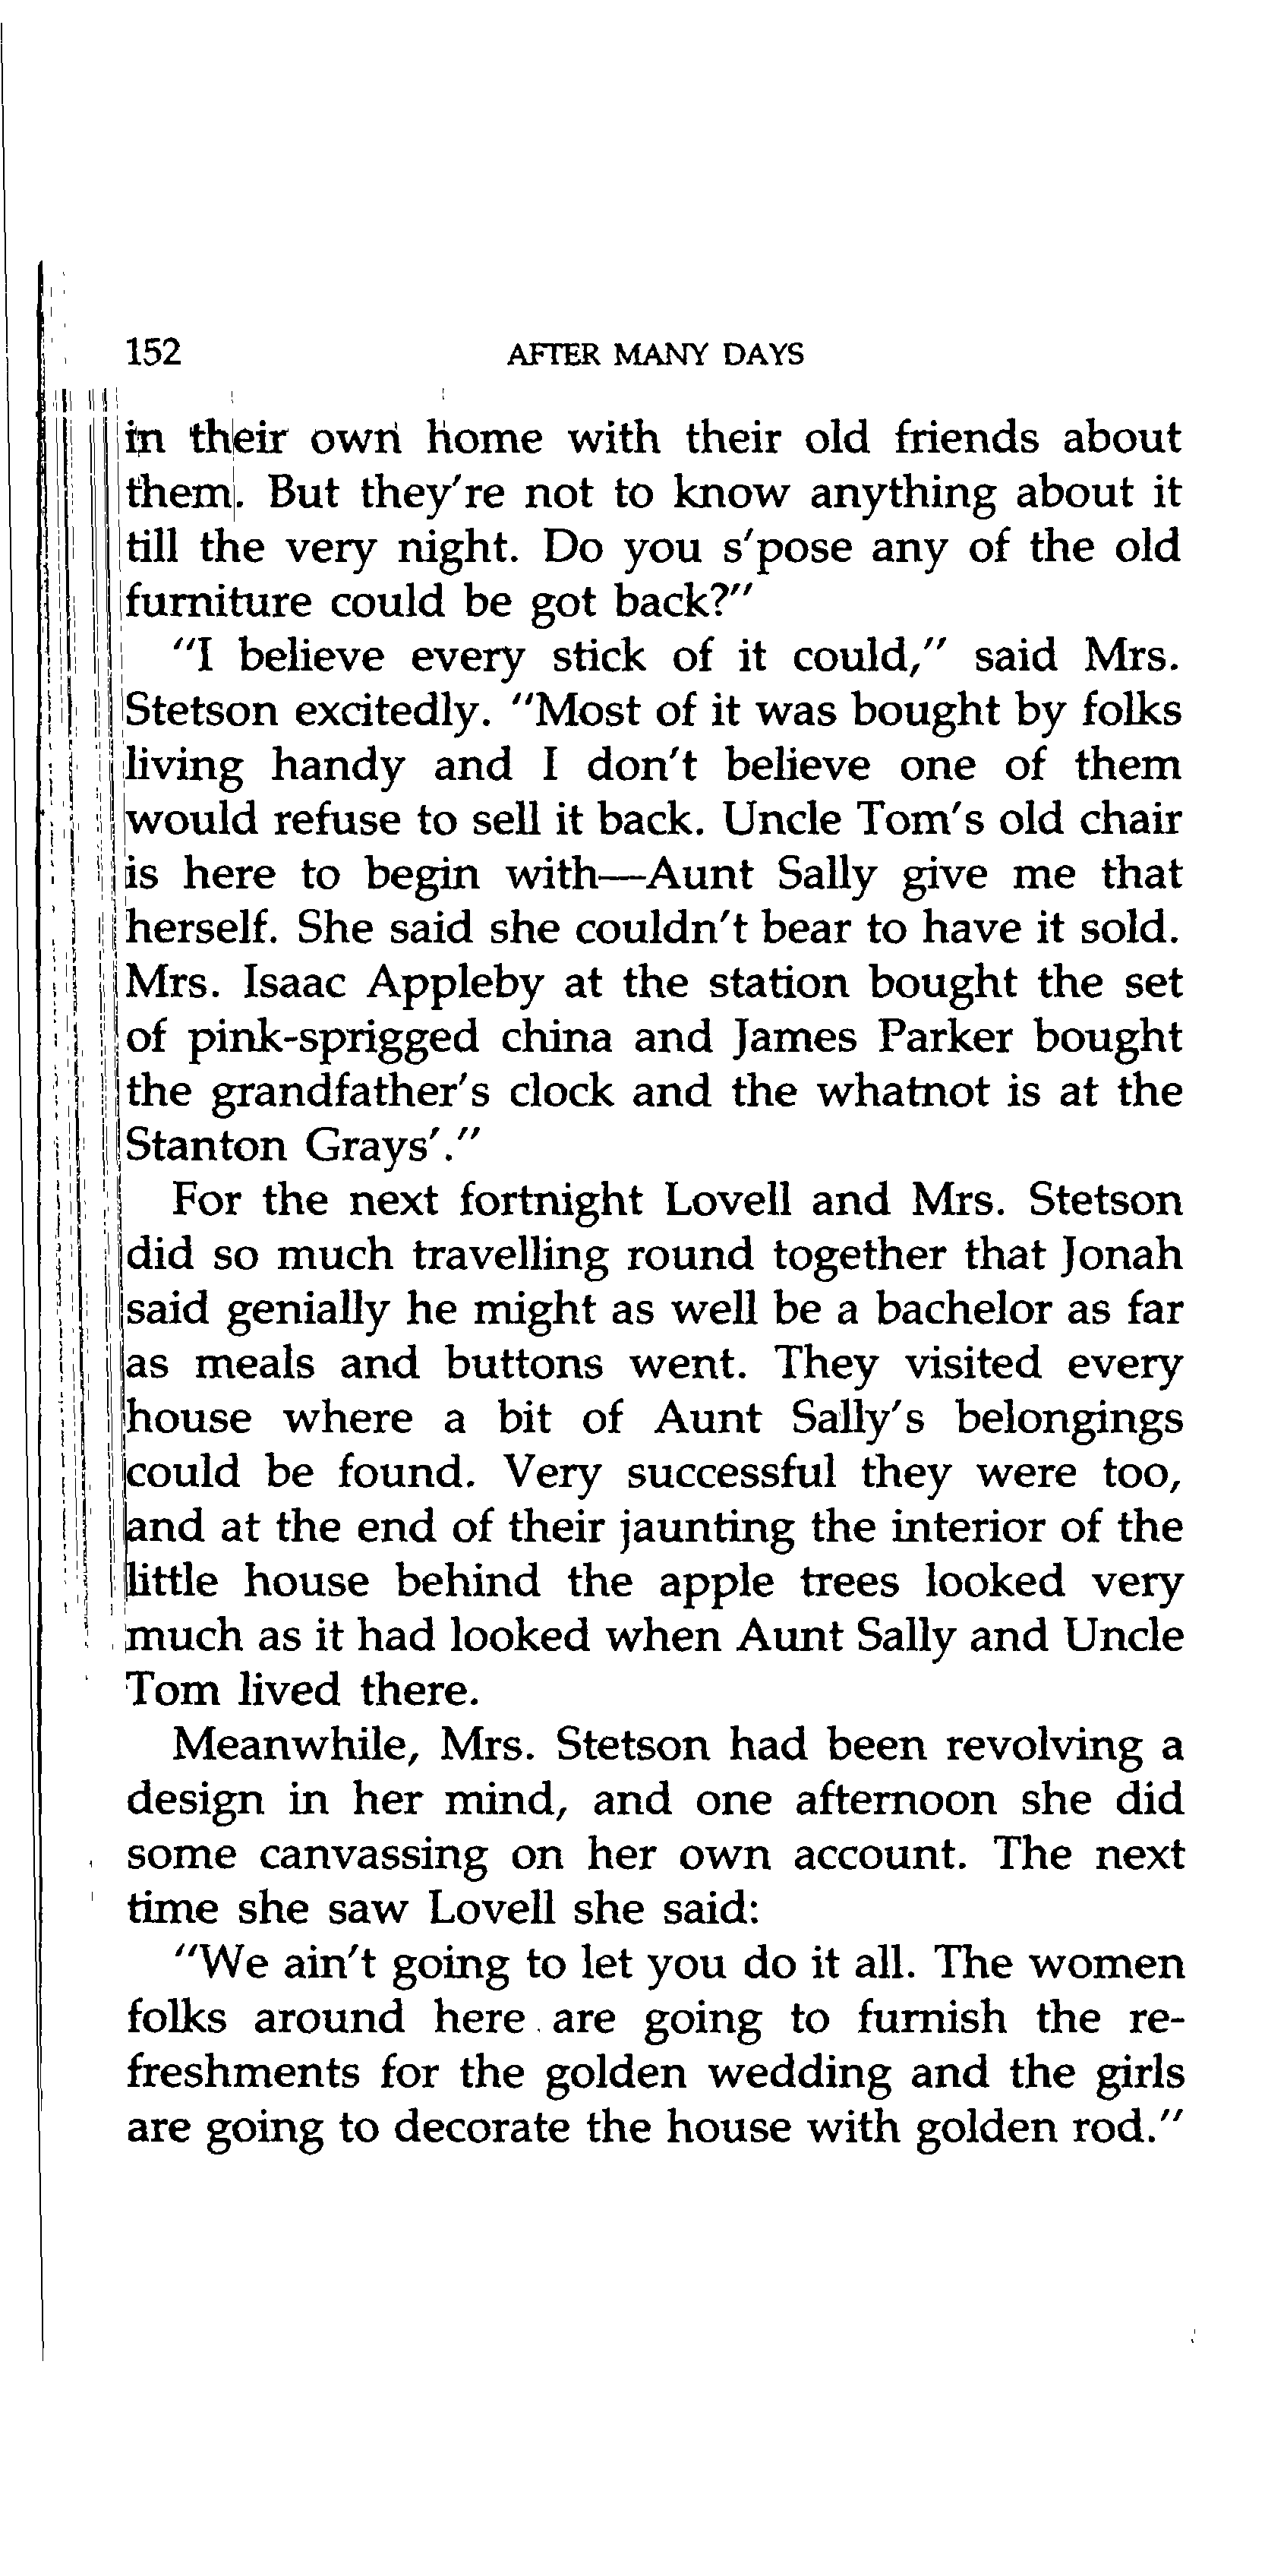 152 AFTER MANY DAYS
in their own home with their old friends about
them. But they're not to know anything about it
till the very night. Do you s'pose any of the old
furniture could be got back?"
"I believe every stick of it could," said Mrs.
Stetson excitedly. "Most of it was bought by folks
living handy and I don't believe one of them
would refuse to sell it back. Uncle Tom's old chair
is here to begin with—Aunt Sally give me that
herself. She said she couldn't bear to have it sold.
Mrs. Isaac Appleby at the station bought the set
of pink-sprigged china and James Parker bought
the grandfather's clock and the whatnot is at the
Stanton Grays'."
For the next fortnight Lovell and Mrs. Stetson
did so much travelling round together that Jonah
said genially he might as well be a bachelor as far
as meals and buttons went. They visited every
house where a bit of Aunt Sally's belongings
could be found. Very successful they were too,
and at the end of their jaunting the interior of the
little house behind the apple trees looked very
much as it had looked when Aunt Sally and Uncle
Tom lived there.
Meanwhile, Mrs. Stetson had been revolving a
design in her mind, and one afternoon she did
some canvassing on her own account. The next
time she saw Lovell she said:
"We ain't going to let you do it all. The women
folks around here are going to furnish the re-
freshments for the golden wedding and the girls
are going to decorate the house with golden rod."